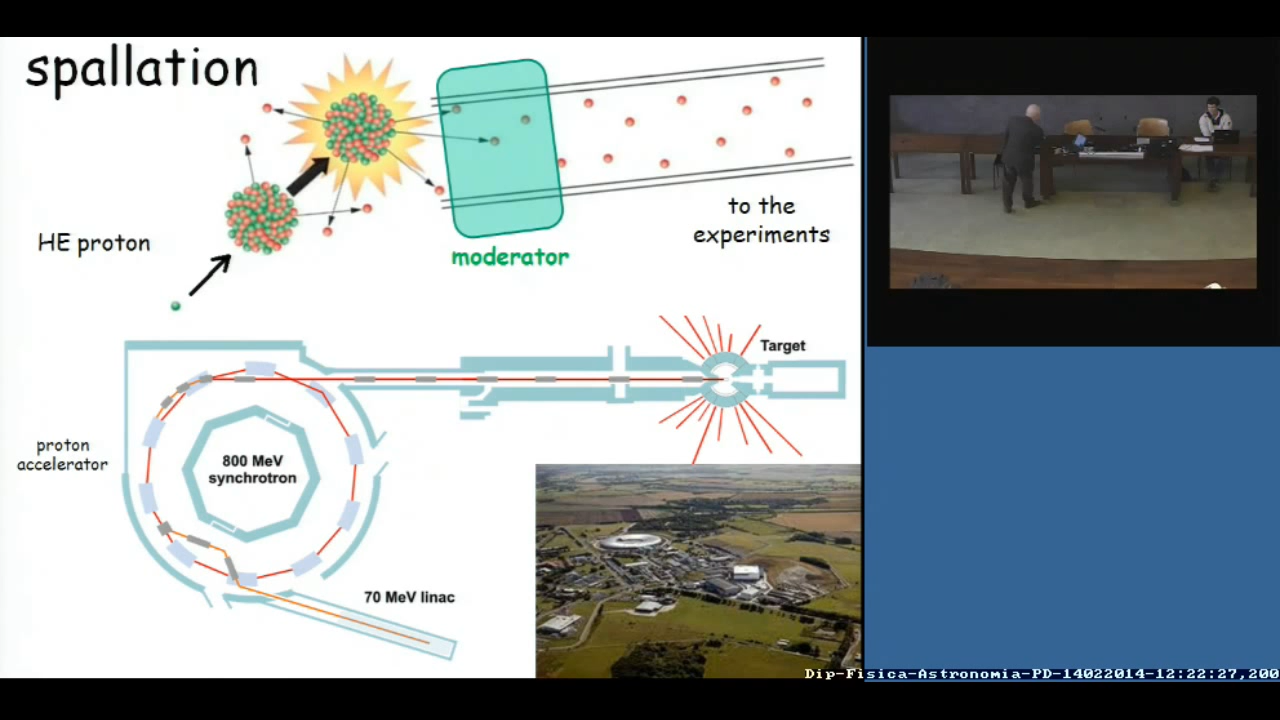 spallation
HE proton
moderator
to the
experiments
Target
proton
accelerator
800 MeV
synchrotron
70 MeV linac
Dip-Fisica-Astronomia-PD-14022014-12:22:27,200